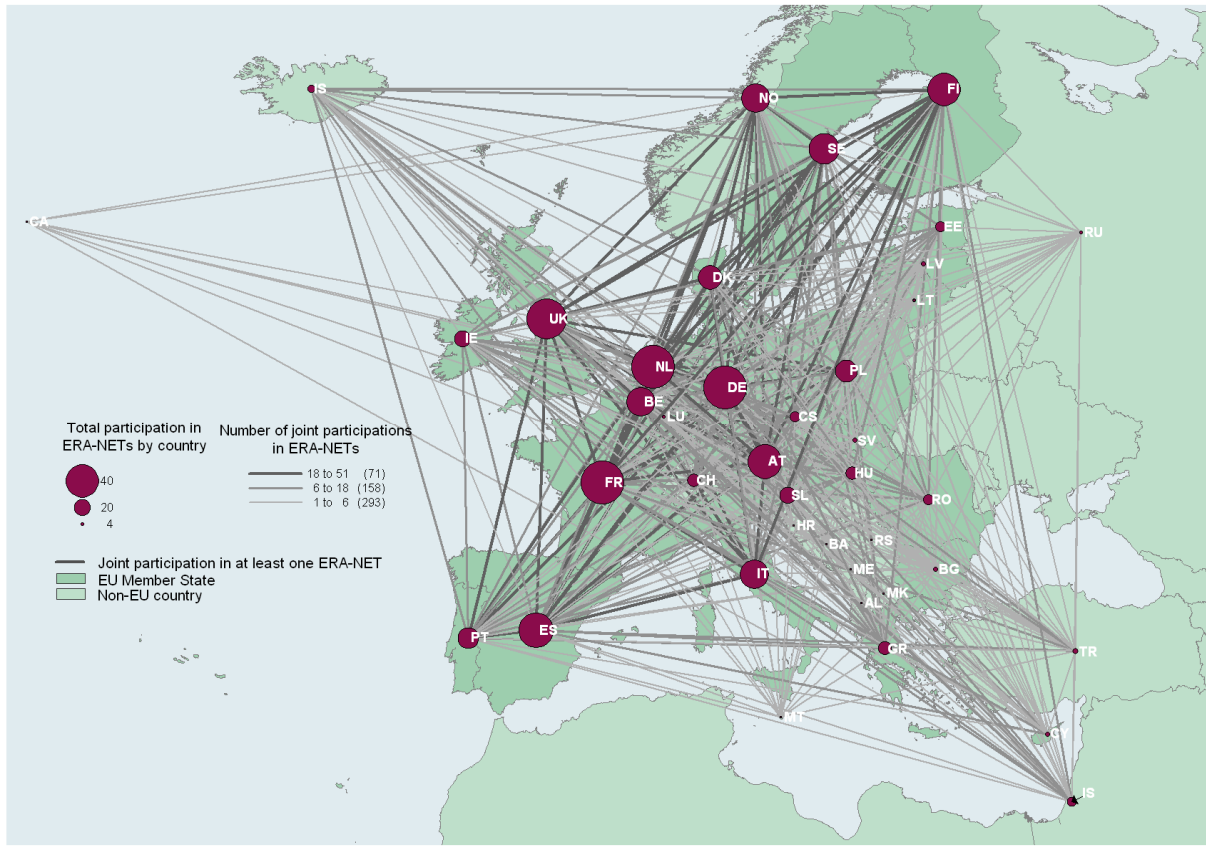 IS
NO
FI
SE
CA
EE
RU
LV
DK
LT
UK
IE
NL
PL
DE
BE
LU
CS
SV
AT
HU
FR
CH
SL
RO
HR
RS
BA
ME
BG
IT
MK
AL
ES
PT
GR
TR
MT
CY
IS
Total participation in
ERA-NETs by country
40
20
4
Number of joint participations
in ERA-NETs
18 to 51 (71)
6 to 18 (158)
1 to 6 (293)
Joint participation in at least one ERA-NET
EU Member State
Non-EU country